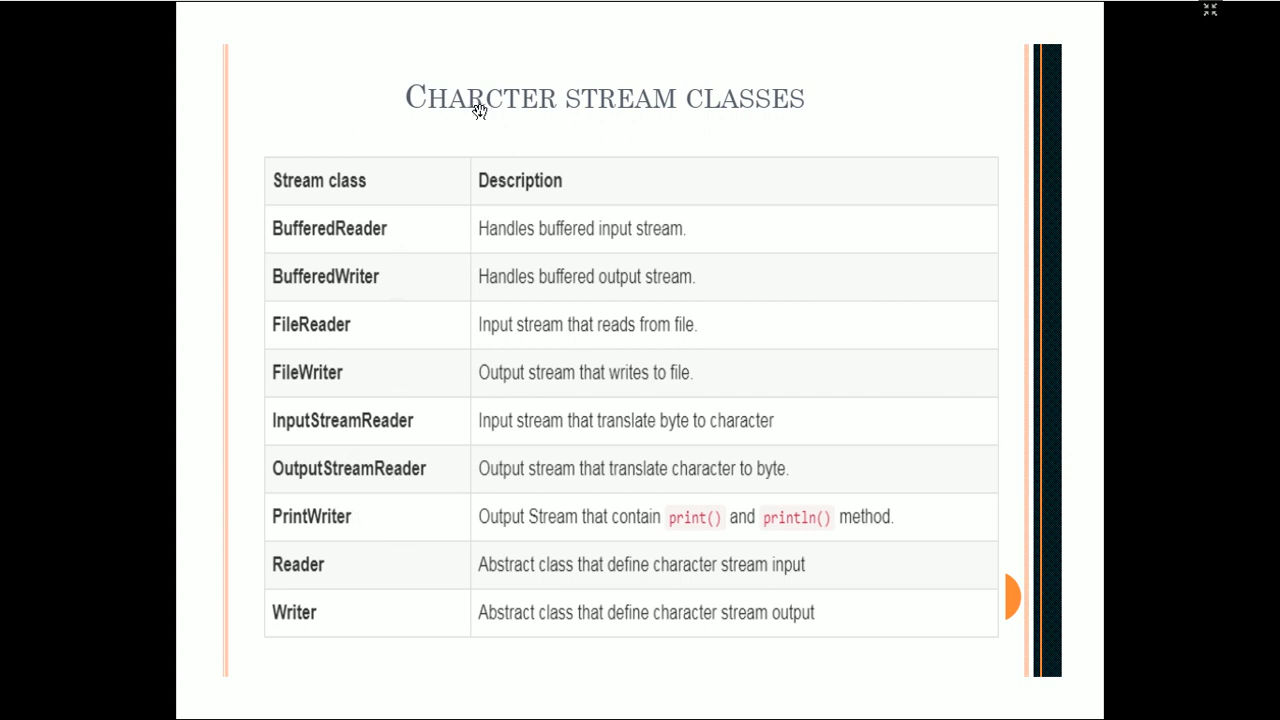 CHARCTER STREAM CLASSES
Stream class Description
BufferedReader Handles buffered input stream.
BufferedWriter Handles buffered output stream.
FileReader Input stream that reads from file.
FileWriter Output stream that writes to file.
InputStreamReader Input stream that translate byte to character
OutputStreamReader Output stream that translate character to byte.
PrintWriter Output Stream that contain print() and println() method.
Reader Abstract class that define character stream input
Writer Abstract class that define character stream output